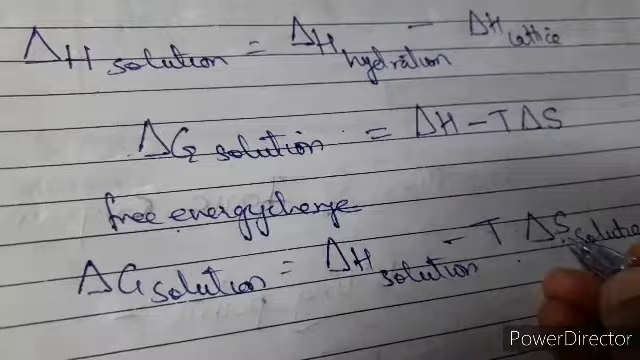 ΔH solution = ΔH hydration - ΔH lattice
ΔG solution = ΔH - TΔS
free energy change
ΔG solution = ΔH solution - T ΔS solutio
PowerDirector